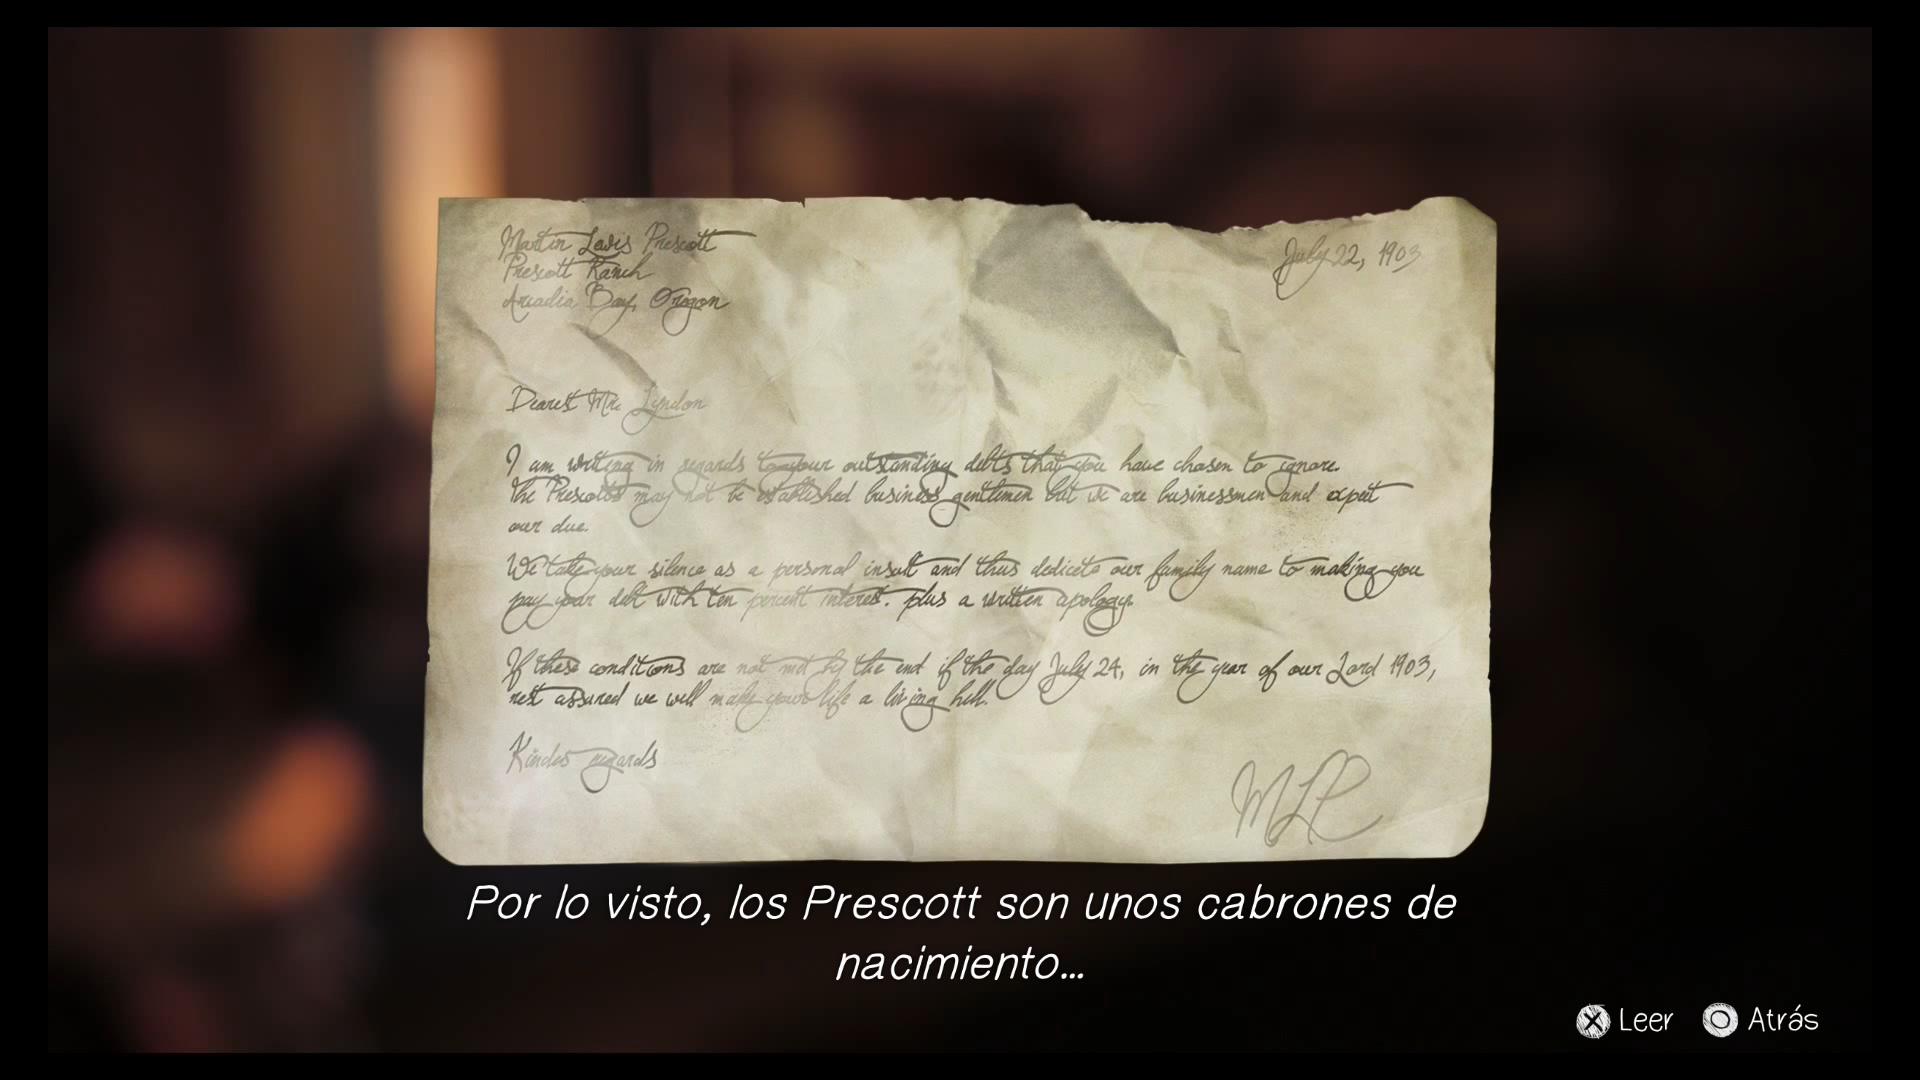 Martin Lewis Prescott
Prescott Ranch
Arcadia Bay, Oregon
July 22, 1903
Dearest Mr. Lyndon
I am writing in regards to your outstanding debts that you have chosen to ignore.
The Prescotts may not be established business gentlemen but we are businessmen and expect
our due.
We take your silence as a personal insult and thus dedicate our family name to making you
pay your debt with ten percent interest. plus a written apology.
If these conditions are not met by the end if the day July 24, in the year of our Lord 1903,
rest assured we will make your life a living hell.
Kindes regards
MLP
Por lo visto, los Prescott son unos cabrones de
nacimiento...
Leer Atrás